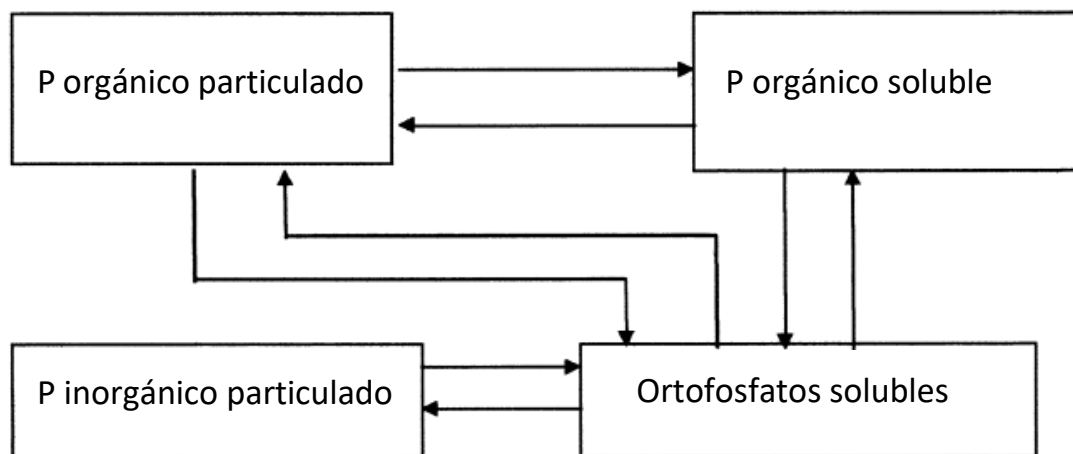 P orgánico particulado
P orgánico soluble
P inorgánico particulado
Ortofosfatos solubles